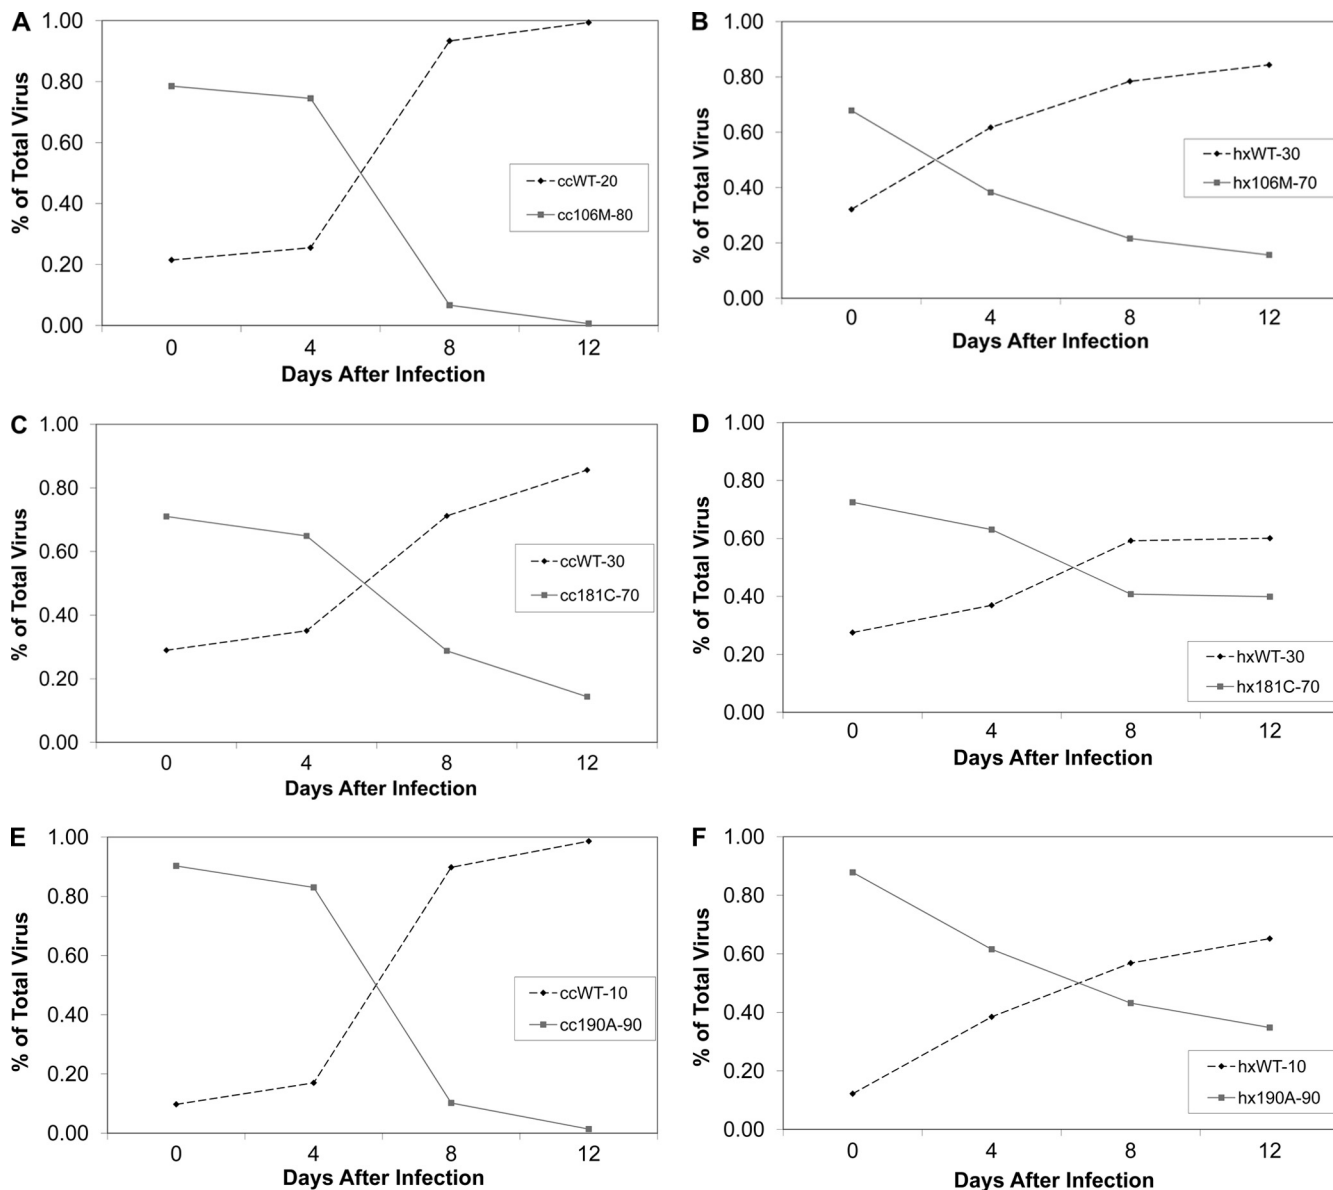 A
% of Total Virus
1.00
0.80
0.60
0.40
0.20
0.00
0 4 8 12
Days After Infection
ccWT-20
cc106M-80
B
% of Total Virus
1.00
0.80
0.60
0.40
0.20
0.00
0 4 8 12
Days After Infection
hxWT-30
hx106M-70
C
% of Total Virus
1.00
0.80
0.60
0.40
0.20
0.00
0 4 8 12
Days After Infection
ccWT-30
cc181C-70
D
% of Total Virus
1.00
0.80
0.60
0.40
0.20
0.00
0 4 8 12
Days After Infection
hxWT-30
hx181C-70
E
% of Total Virus
1.00
0.80
0.60
0.40
0.20
0.00
0 4 8 12
Days After Infection
ccWT-10
cc190A-90
F
% of Total Virus
1.00
0.80
0.60
0.40
0.20
0.00
0 4 8 12
Days After Infection
hxWT-10
hx190A-90